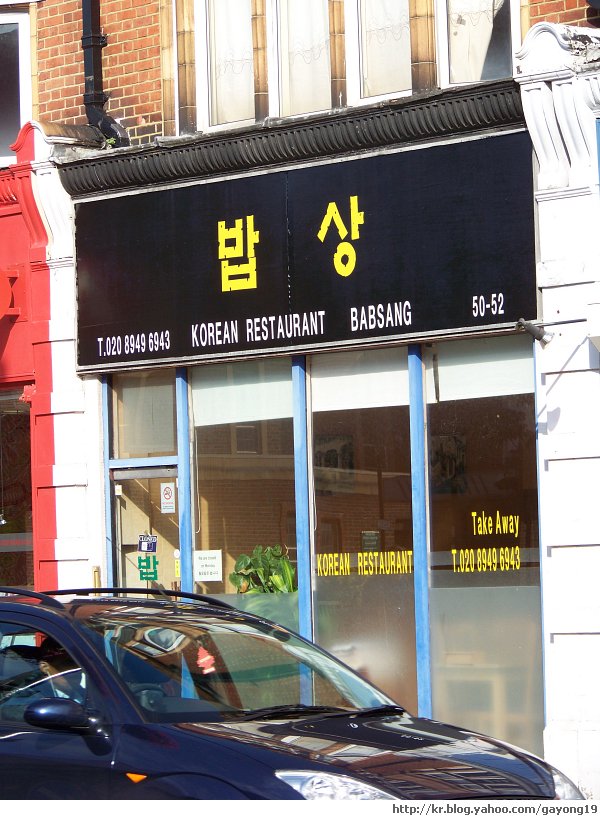 밥상
T.020 8949 6943 KOREAN RESTAURANT BABSANG 50-52
CLOSED
밥
KOREAN RESTAURANT
Take Away
T.020 8949 6943
http://kr.blog.yahoo.com/gayong19